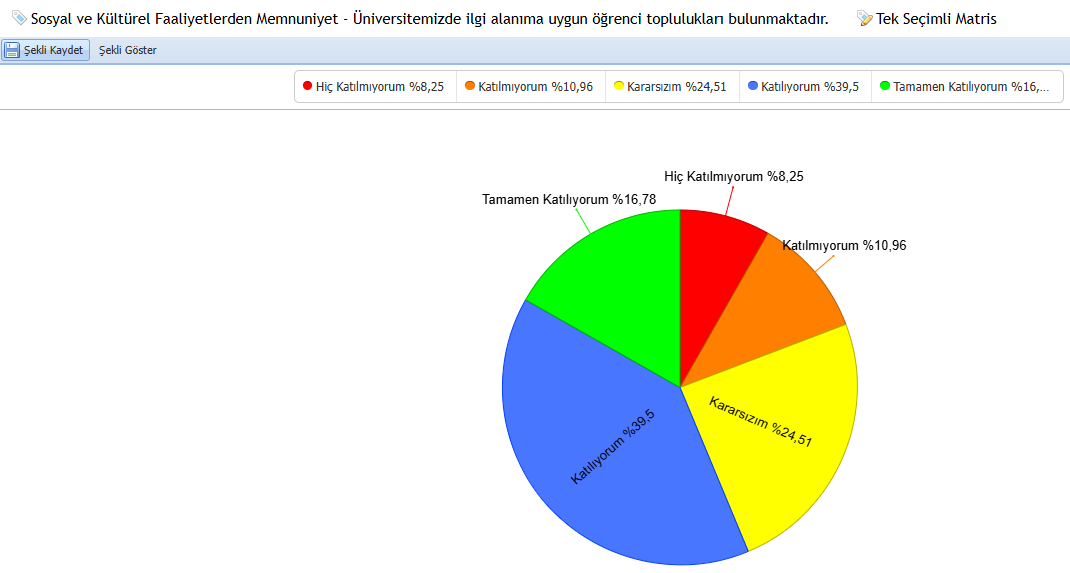 Sosyal ve Kültürel Faaliyetlerden Memnuniyet - Üniversitemizde ilgi alanıma uygun öğrenci toplulukları bulunmaktadır. Tek Seçimli Matris
Şekli Kaydet Şekli Göster
Hiç Katılmıyorum %8,25 Katılmıyorum %10,96 Kararsızım %24,51 Katılıyorum %39,5 Tamamen Katılıyorum %16,...
Hiç Katılmıyorum %8,25
Tamamen Katılıyorum %16,78
Katılmıyorum %10,96
Kararsızım %24,51
Katılıyorum %39,5